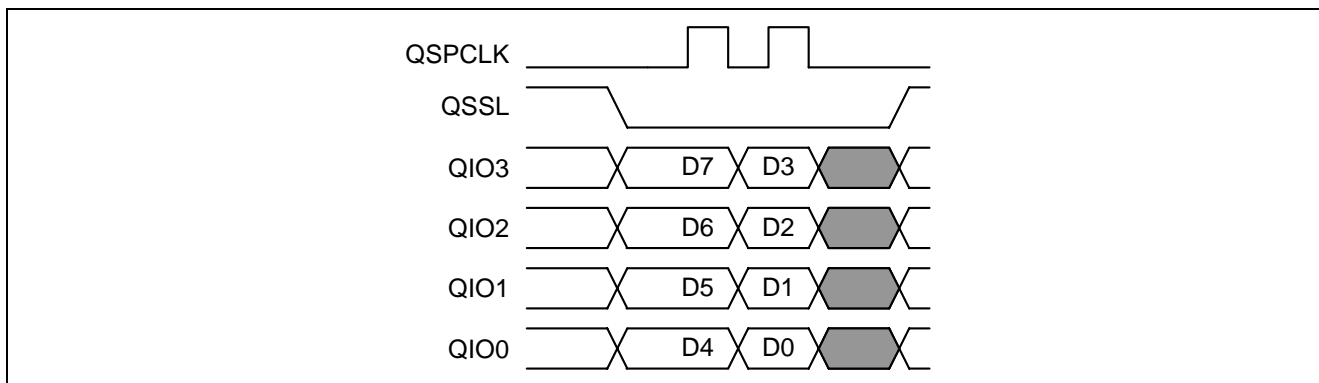 QSPCLK
QSSL
QIO3 D7 D3
QIO2 D6 D2
QIO1 D5 D1
QIO0 D4 D0